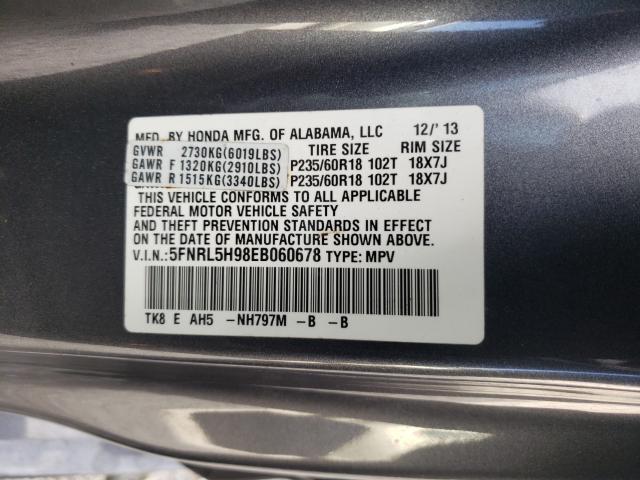 MFD. BY HONDA MFG. OF ALABAMA, LLC 12/'13
GVWR 2730KG(6019LBS) TIRE SIZE RIM SIZE
GAWR F 1320KG(2910LBS) P235/60R18 102T 18X7J
GAWR R 1515KG(3340LBS) P235/60R18 102T 18X7J
THIS VEHICLE CONFORMS TO ALL APPLICABLE
FEDERAL MOTOR VEHICLE SAFETY
AND THEFT PREVENTION STANDARDS IN EFFECT
ON THE DATE OF MANUFACTURE SHOWN ABOVE.
V.I.N.: 5FNRL5H98EB060678 TYPE: MPV
TK8 E AH5 -NH797M -B -B